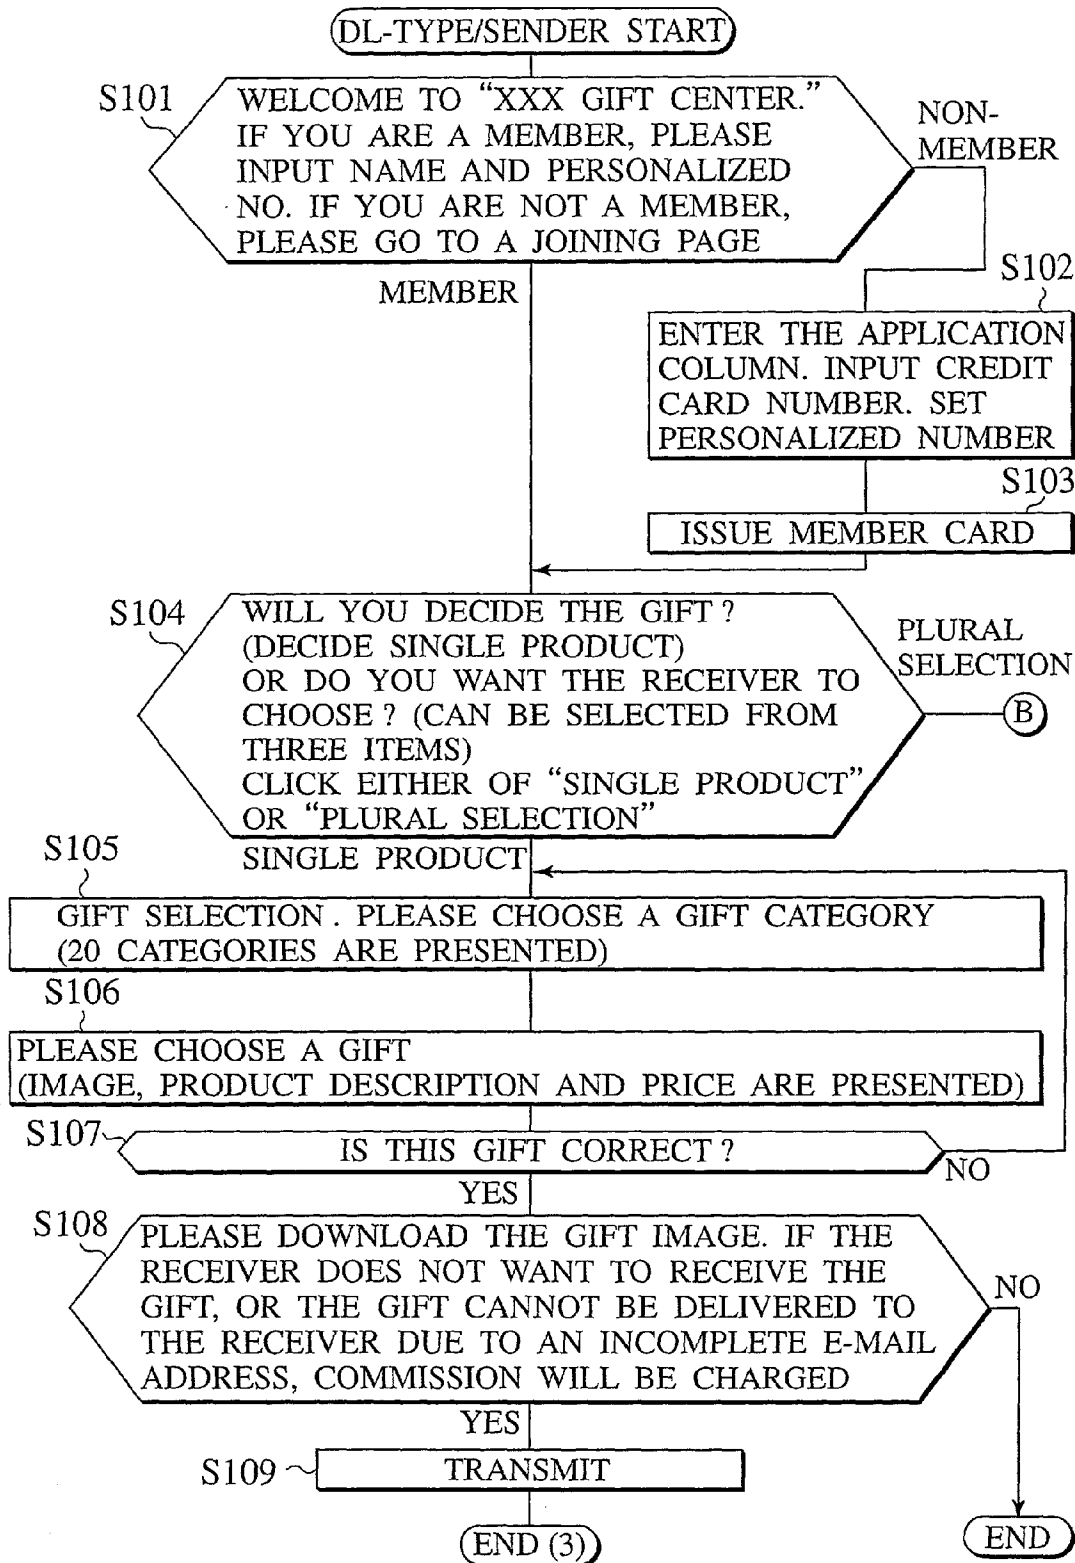 DL-TYPE/SENDER START
S101
WELCOME TO “XXX GIFT CENTER.”
IF YOU ARE A MEMBER, PLEASE
INPUT NAME AND PERSONALIZED
NO. IF YOU ARE NOT A MEMBER,
PLEASE GO TO A JOINING PAGE
NON-
MEMBER
MEMBER
S102
ENTER THE APPLICATION
COLUMN. INPUT CREDIT
CARD NUMBER. SET
PERSONALIZED NUMBER
S103
ISSUE MEMBER CARD
S104
WILL YOU DECIDE THE GIFT ?
(DECIDE SINGLE PRODUCT)
OR DO YOU WANT THE RECEIVER TO
CHOOSE ? (CAN BE SELECTED FROM
THREE ITEMS)
CLICK EITHER OF “SINGLE PRODUCT”
OR “PLURAL SELECTION”
PLURAL
SELECTION
B
SINGLE PRODUCT
S105
GIFT SELECTION . PLEASE CHOOSE A GIFT CATEGORY
(20 CATEGORIES ARE PRESENTED)
S106
PLEASE CHOOSE A GIFT
(IMAGE, PRODUCT DESCRIPTION AND PRICE ARE PRESENTED)
S107
IS THIS GIFT CORRECT ?
NO
YES
S108
PLEASE DOWNLOAD THE GIFT IMAGE. IF THE
RECEIVER DOES NOT WANT TO RECEIVE THE
GIFT, OR THE GIFT CANNOT BE DELIVERED TO
THE RECEIVER DUE TO AN INCOMPLETE E-MAIL
ADDRESS, COMMISSION WILL BE CHARGED
NO
YES
S109
TRANSMIT
END (3)
END